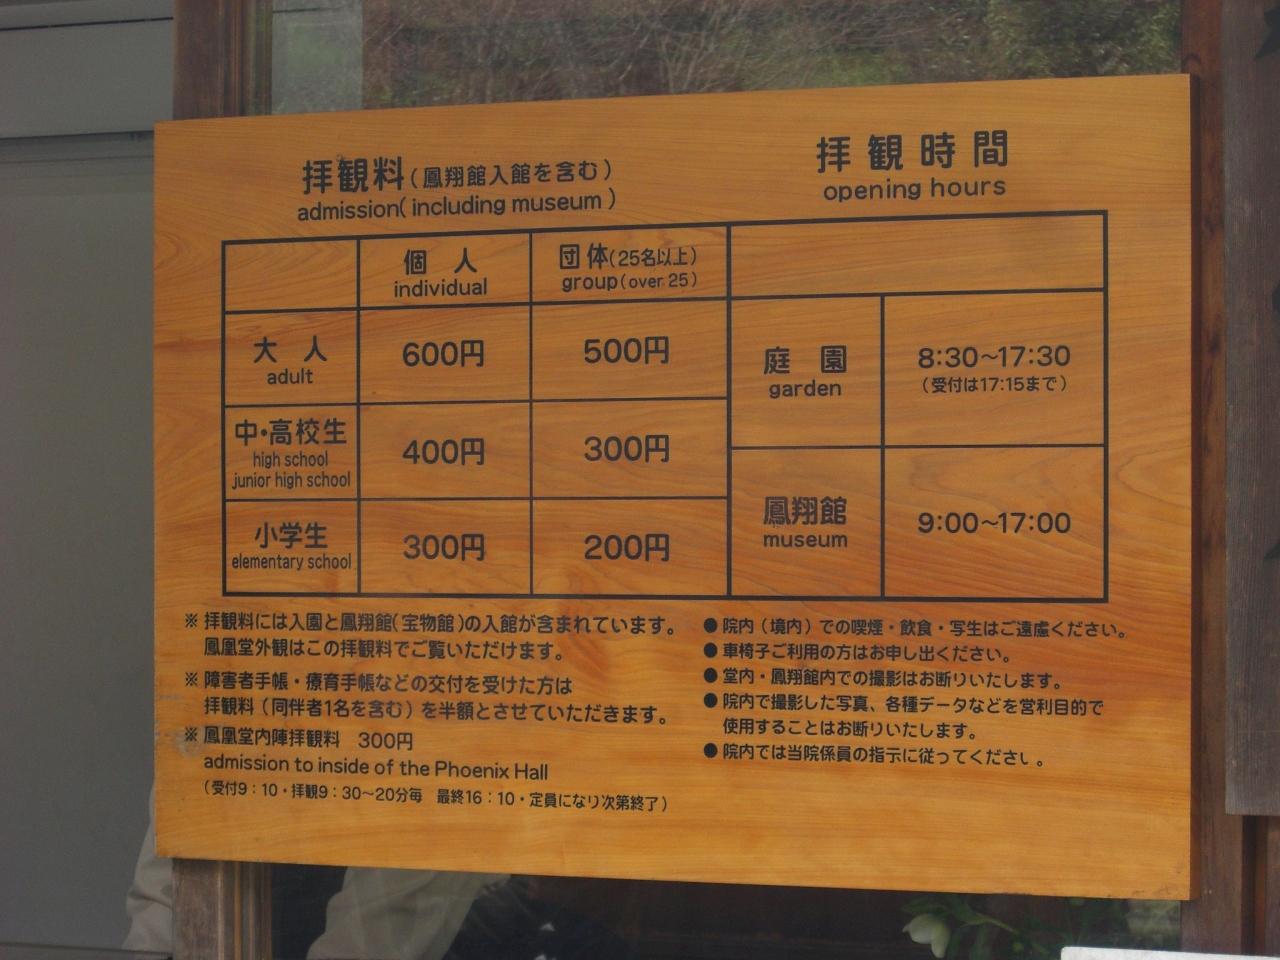 拝観料(鳳翔館入館を含む)
admission(including museum)
拝観時間
opening hours
個人
individual
団体(25名以上)
group(over 25)
大人
adult
600円
500円
中・高校生
high school
junior high school
400円
300円
小学生
elementary school
300円
200円
庭園
garden
8:30~17:30
(受付は17:15まで)
鳳翔館
museum
9:00~17:00
※ 拝観料には入園と鳳翔館(宝物館)の入館が含まれています。
鳳凰堂外観はこの拝観料でご覧いただけます。
※ 障害者手帳・療育手帳などの交付を受けた方は
拝観料(同伴者1名を含む)を半額とさせていただきます。
※ 鳳凰堂内陣拝観料 300円
admission to inside of the Phoenix Hall
(受付9:10・拝観9:30~20分毎 最終16:10・定員になり次第終了)
● 院内(境内)での喫煙・飲食・写生はご遠慮ください。
● 車椅子ご利用の方はお申し出ください。
● 堂内・鳳翔館内での撮影はお断りいたします。
● 院内で撮影した写真、各種データなどを営利目的で
使用することはお断りいたします。
● 院内では当院係員の指示に従ってください。